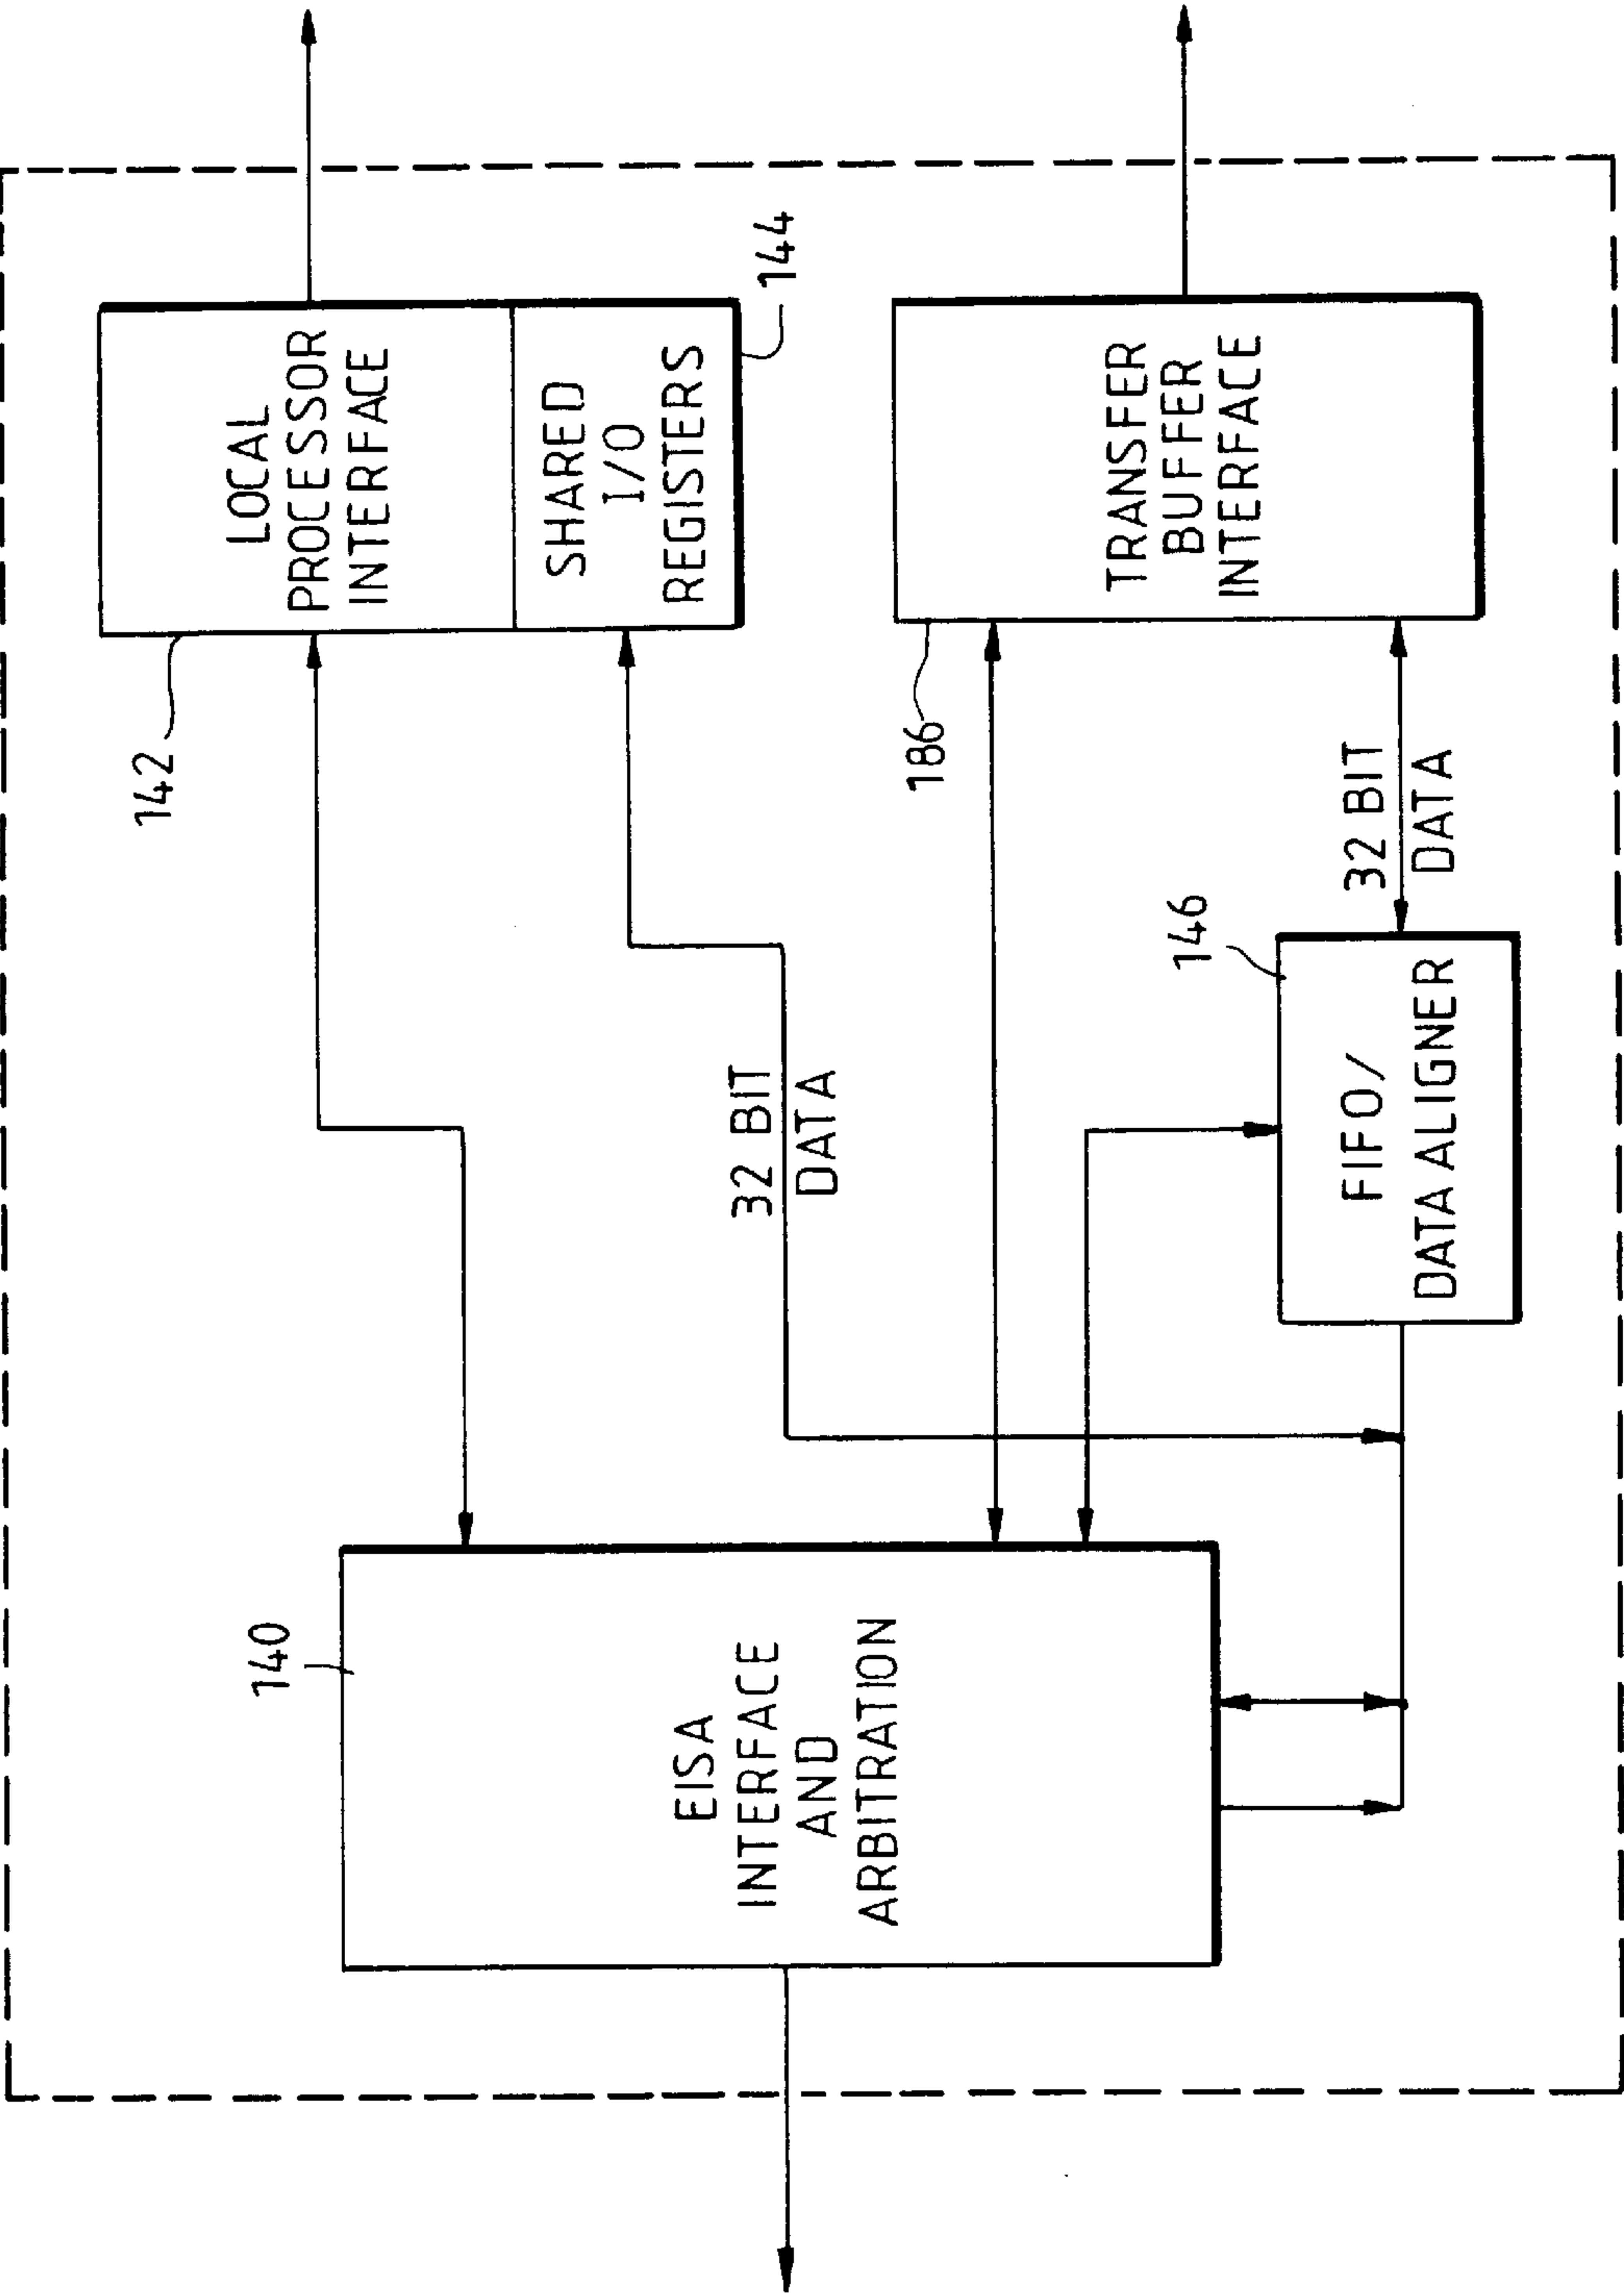 140
EISA
INTERFACE
AND
ARBITRATION
142
LOCAL
PROCESSOR
INTERFACE
SHARED
I/O
REGISTERS
144
32 BIT
DATA
186
TRANSFER
BUFFER
INTERFACE
146
FIFO/
DATA ALIGNER
32 BIT
DATA